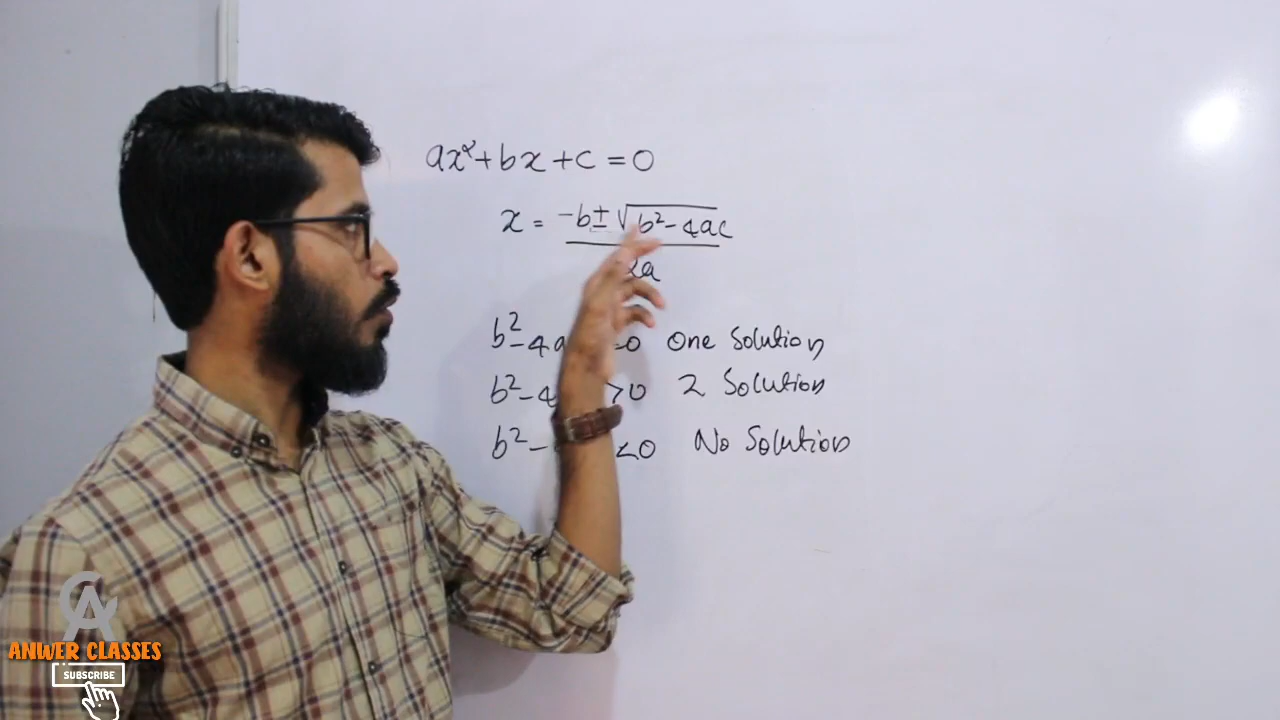 ax²+bx+c=0
x = -b±√b²-4ac
2a
b²-4a =0 One Solution
b²-4 >0 2 Solution
b²- <0 No Solution
ANWER CLASSES
SUBSCRIBE